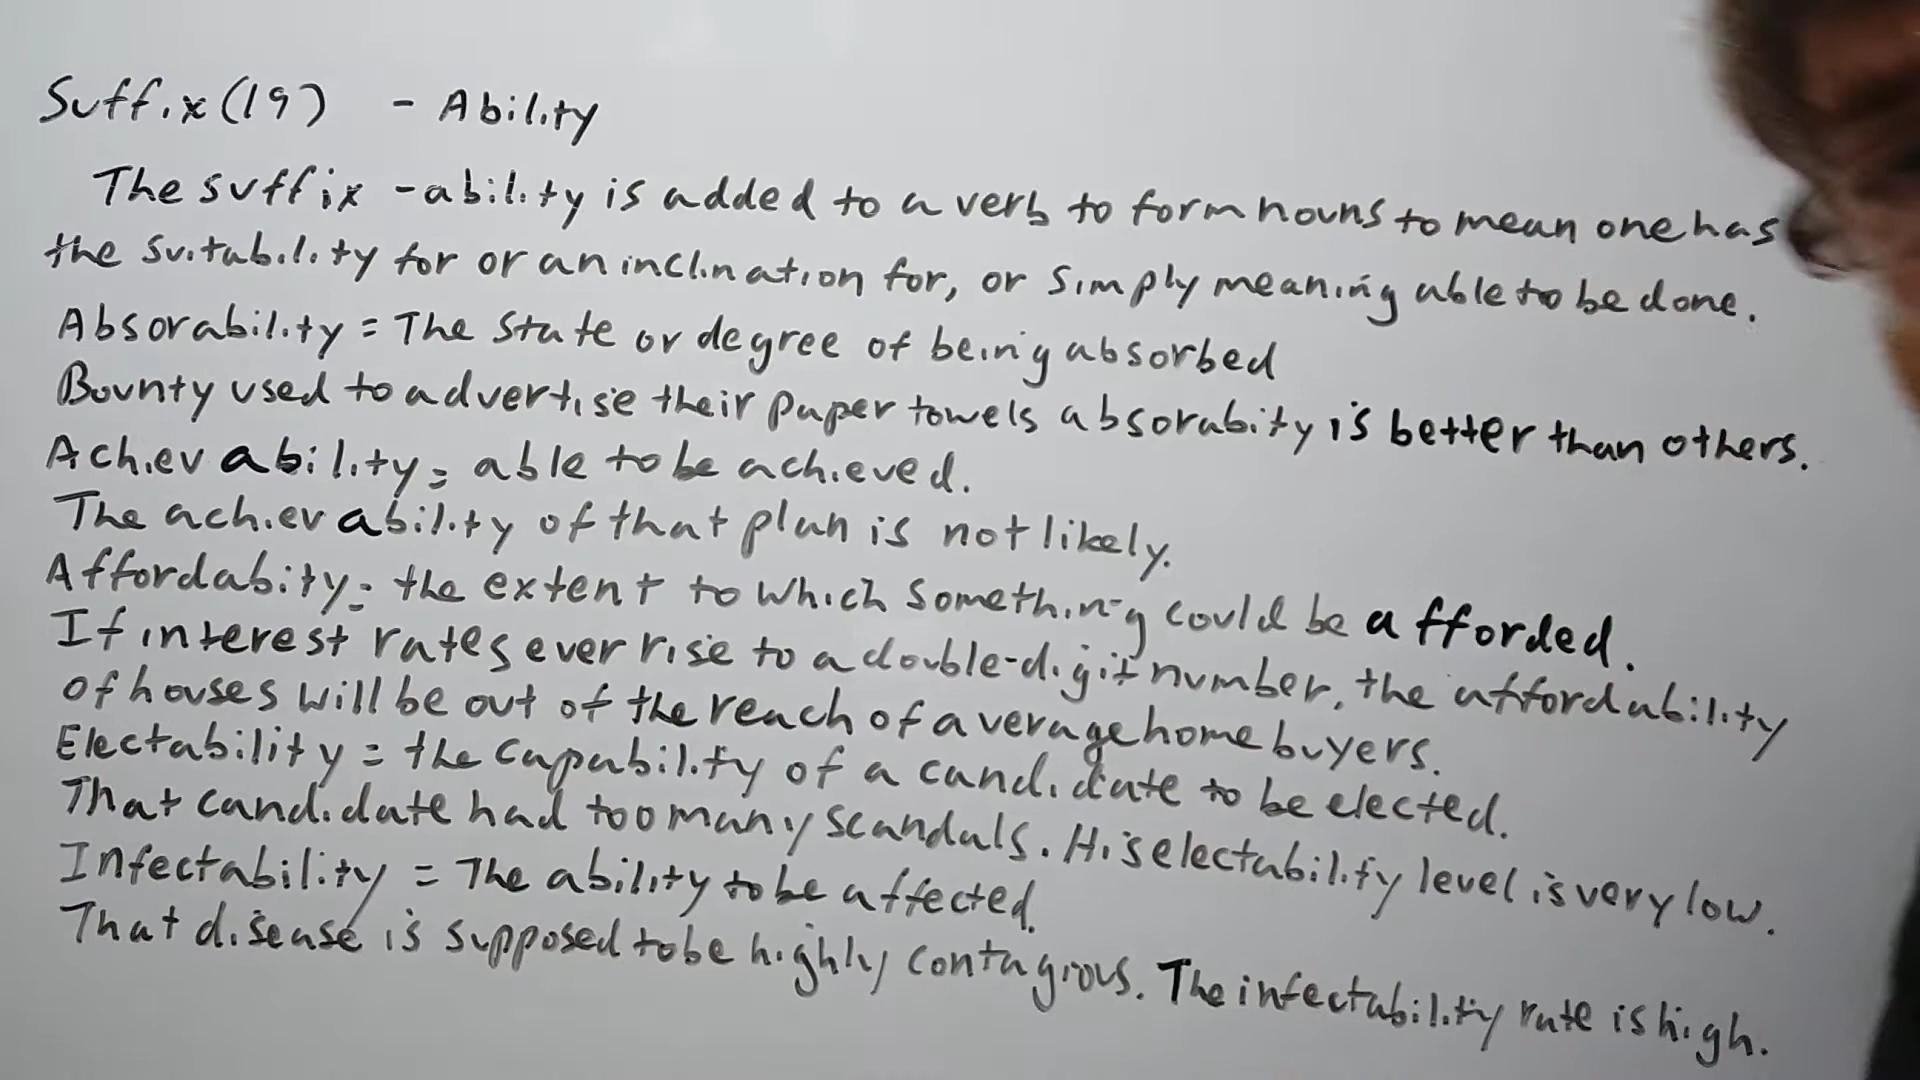 Suffix (19) - Ability
The suffix -ability is added to a verb to form nouns to mean one has
the suitability for or an inclination for, or simply meaning able to be done.
Absorability = The state or degree of being absorbed
Bounty used to advertise their paper towels absorabity is better than others.
Achievability = able to be achieved.
The achievability of that plan is not likely.
Affordabity = the extent to which something could be afforded.
If interest rates ever rise to a double-digit number, the affordability
of houses will be out of the reach of average home buyers.
Electability = the capability of a candidate to be elected.
That candidate had too many scandals. His electability level is very low.
Infectability = The ability to be affected.
That disease is supposed to be highly contagious. The infectability rate is high.